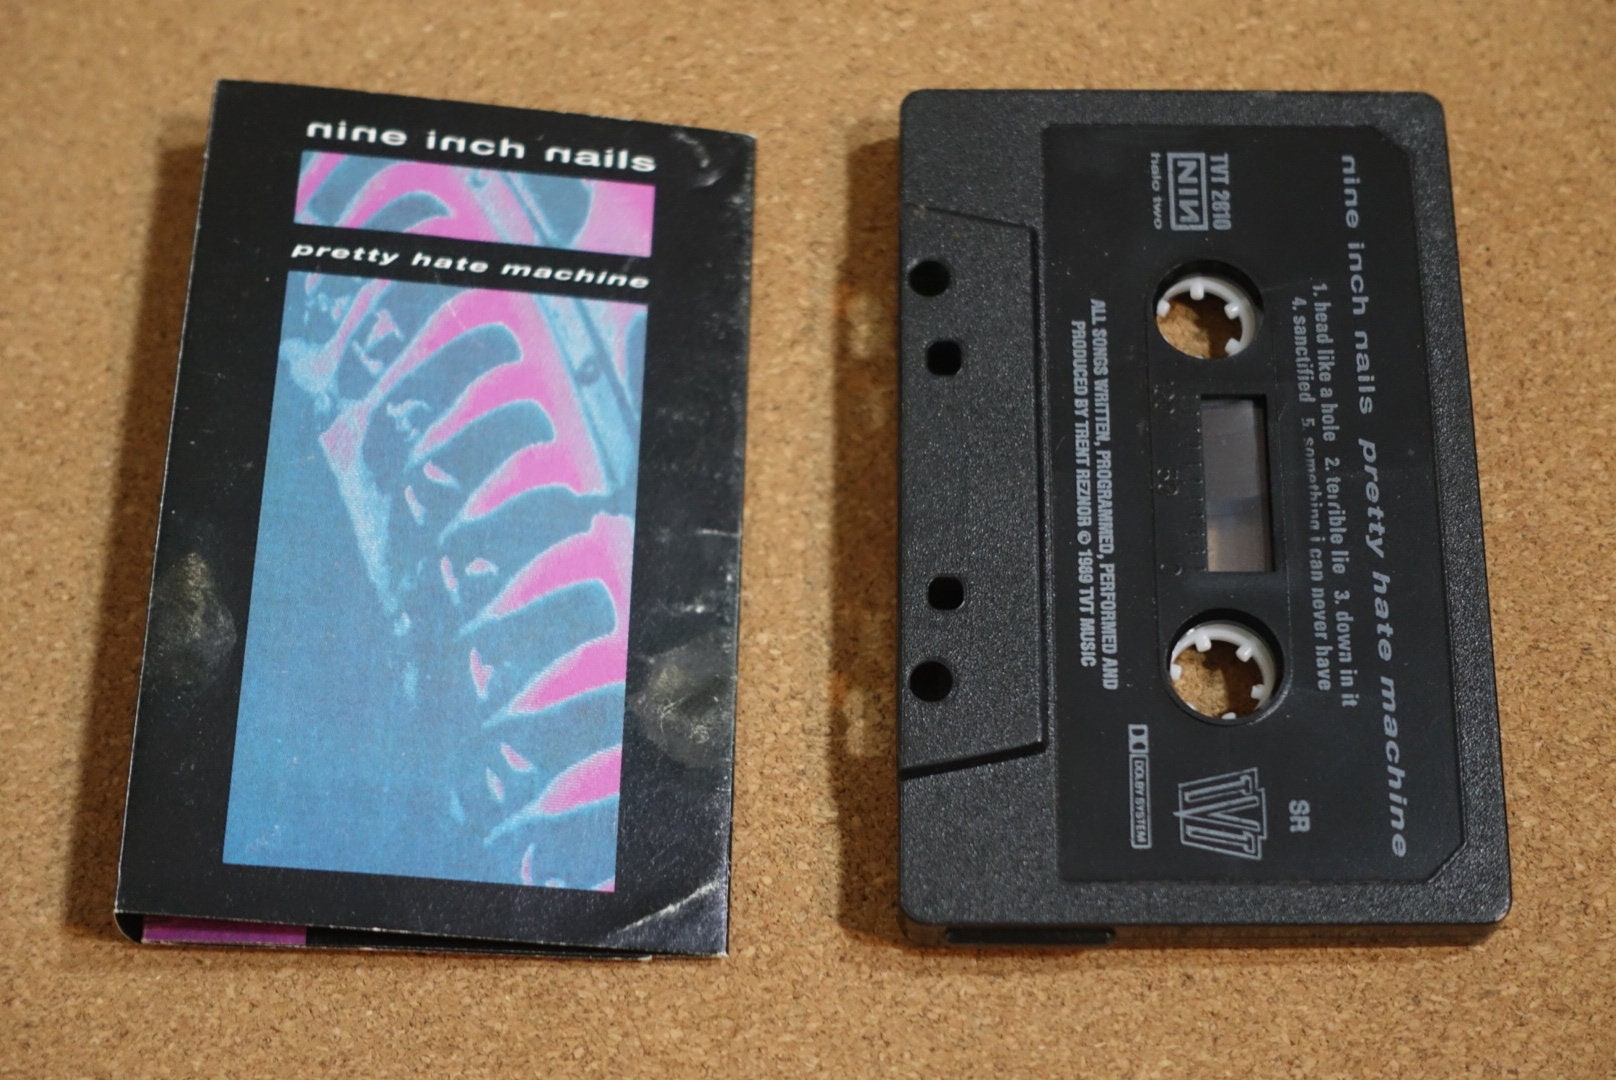 nine inch nails
pretty hate machine
nine inch nails pretty hate machine
1. head like a hole 2. terrible lie 3. down in it
4. sanctified 5. something i can never have
SR
TVT 2610
NIN
halo two
TVT
DOLBY SYSTEM
ALL SONGS WRITTEN, PROGRAMMED, PERFORMED AND
PRODUCED BY TRENT REZNOR © 1989 TVT MUSIC